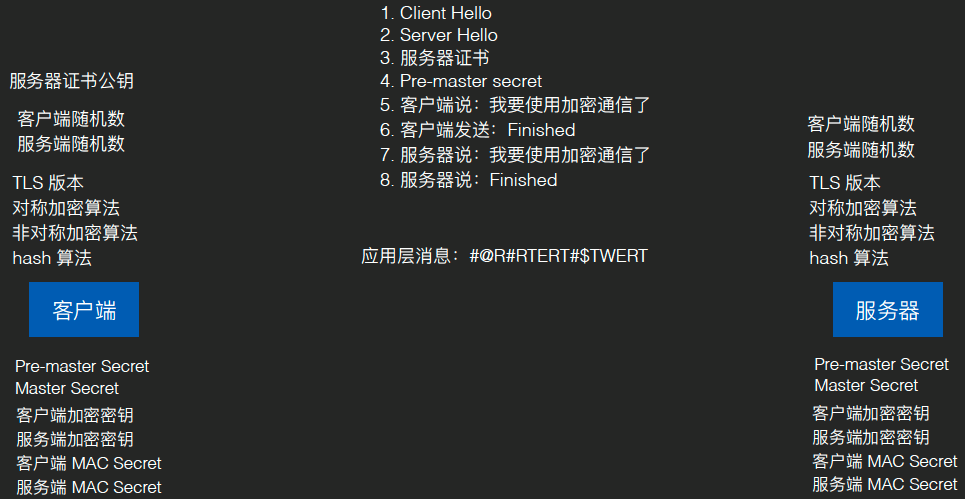 1. Client Hello
2. Server Hello
3. 服务器证书
4. Pre-master secret
5. 客户端说：我要使用加密通信了
6. 客户端发送：Finished
7. 服务器说：我要使用加密通信了
8. 服务器说：Finished
应用层消息：#@R#RTERT#$TWERT
服务器证书公钥
客户端随机数
服务端随机数
TLS 版本
对称加密算法
非对称加密算法
hash 算法
客户端
Pre-master Secret
Master Secret
客户端加密密钥
服务端加密密钥
客户端 MAC Secret
服务端 MAC Secret
客户端随机数
服务端随机数
TLS 版本
对称加密算法
非对称加密算法
hash 算法
服务器
Pre-master Secret
Master Secret
客户端加密密钥
服务端加密密钥
客户端 MAC Secret
服务端 MAC Secret